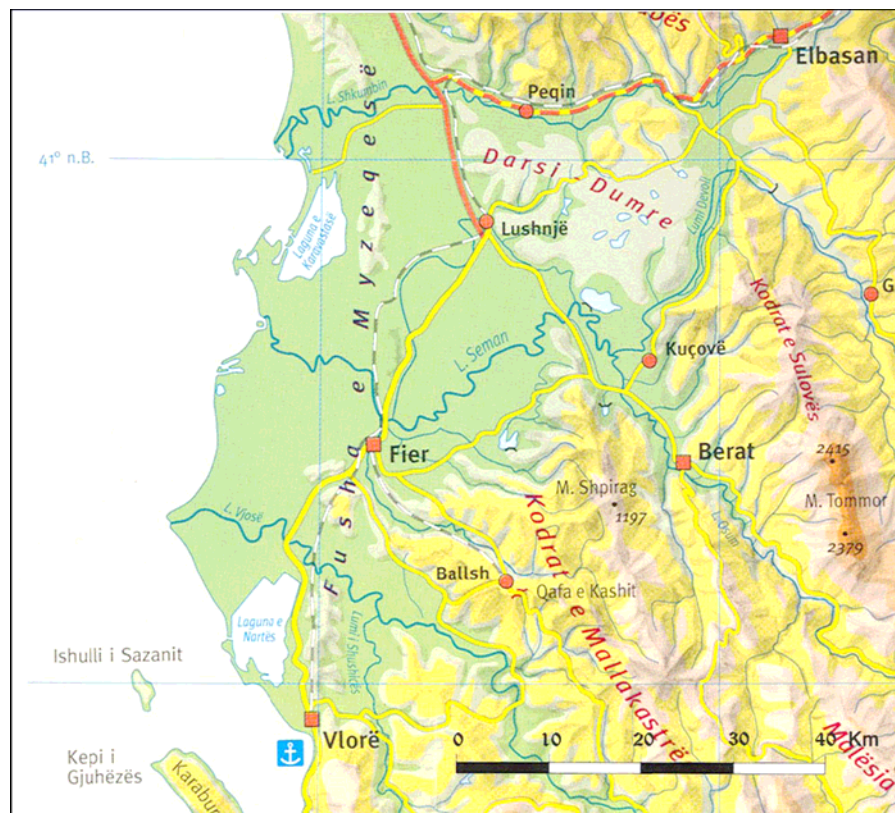 bës
Elbasan
L. Shkumbin
Peqin
41° n.B.
Darsi - Dumre
Lushnjë
Lumi Devoll
Laguna e
Karavastasë
Fusha e Myzeqesë
G
Kodrat e Sulovës
L. Seman
Kuçovë
Fier
Berat
2415
M. Shpirag
1197
M. Tommor
2379
L. Vjosë
L. Osum
Kodrat e Mallakastrë
Ballsh
Qafa e Kashit
Laguna e
Nartës
Lumi i Shushicës
Ishulli i Sazanit
Vlorë
0 10 20 30 40 Km
Kepi i
Gjuhëzës
Karabur
Malësia